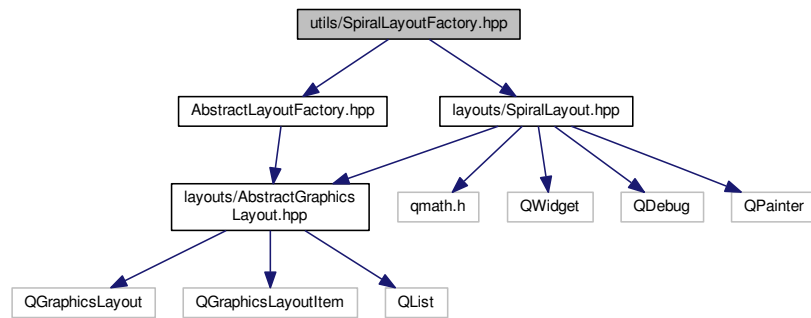 utils/SpiralLayoutFactory.hpp
AbstractLayoutFactory.hpp
layouts/SpiralLayout.hpp
layouts/AbstractGraphics
Layout.hpp
qmath.h
QWidget
QDebug
QPainter
QGraphicsLayout
QGraphicsLayoutItem
QList